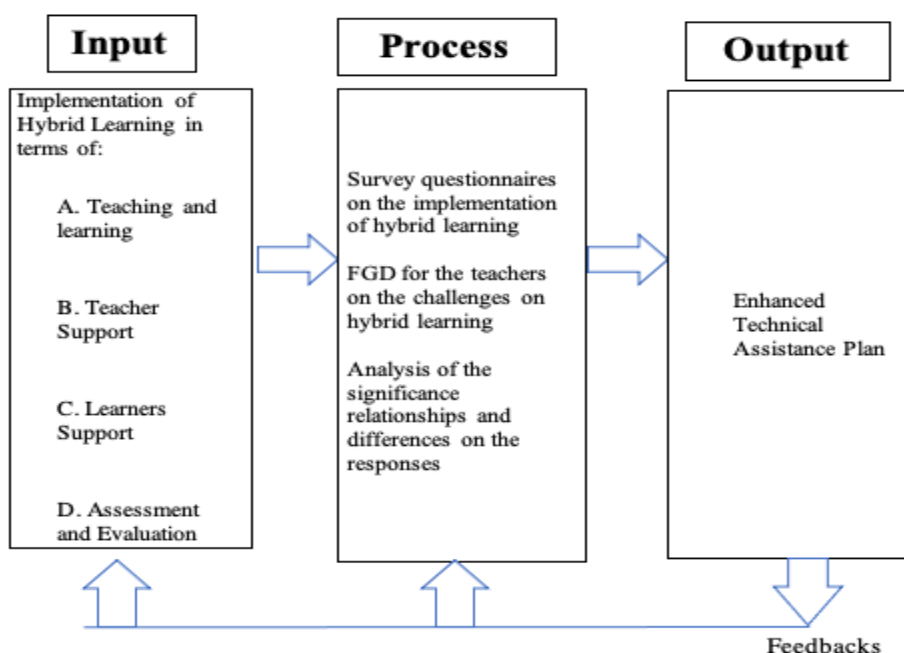 Input
Implementation of
Hybrid Learning in
terms of:
A. Teaching and
learning
B. Teacher
Support
C. Learners
Support
D. Assessment
and Evaluation
Process
Survey questionnaires
on the implementation
of hybrid learning
FGD for the teachers
on the challenges on
hybrid learning
Analysis of the
significance
relationships and
differences on the
responses
Output
Enhanced
Technical
Assistance Plan
Feedbacks